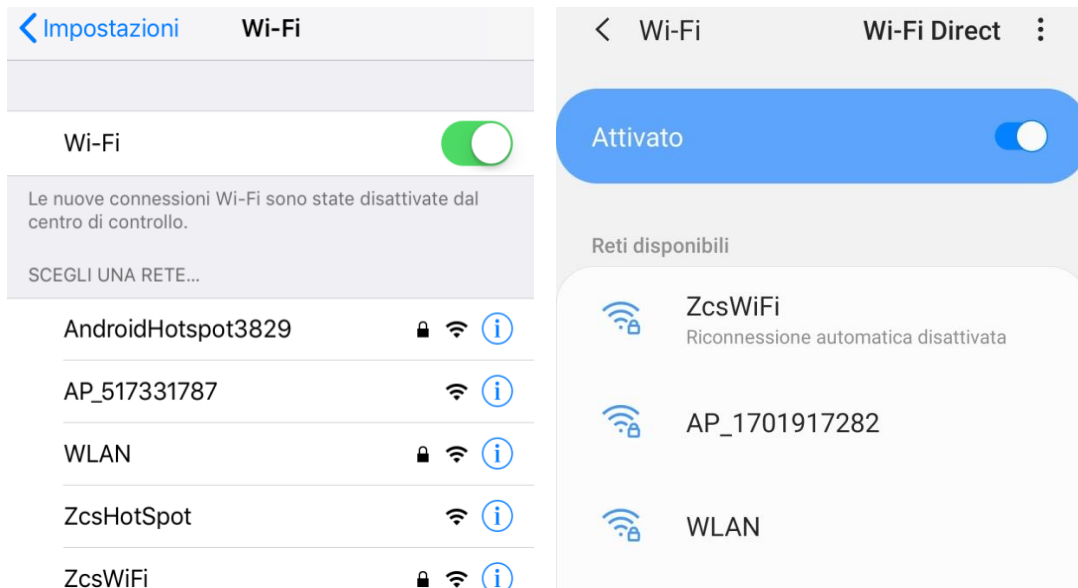 Impostazioni Wi-Fi
Wi-Fi
Le nuove connessioni Wi-Fi sono state disattivate dal
centro di controllo.
SCEGLI UNA RETE...
AndroidHotspot3829
AP_517331787
WLAN
ZcsHotSpot
ZcsWiFi
Wi-Fi Wi-Fi Direct
Attivato
Reti disponibili
ZcsWiFi
Riconnessione automatica disattivata
AP_1701917282
WLAN